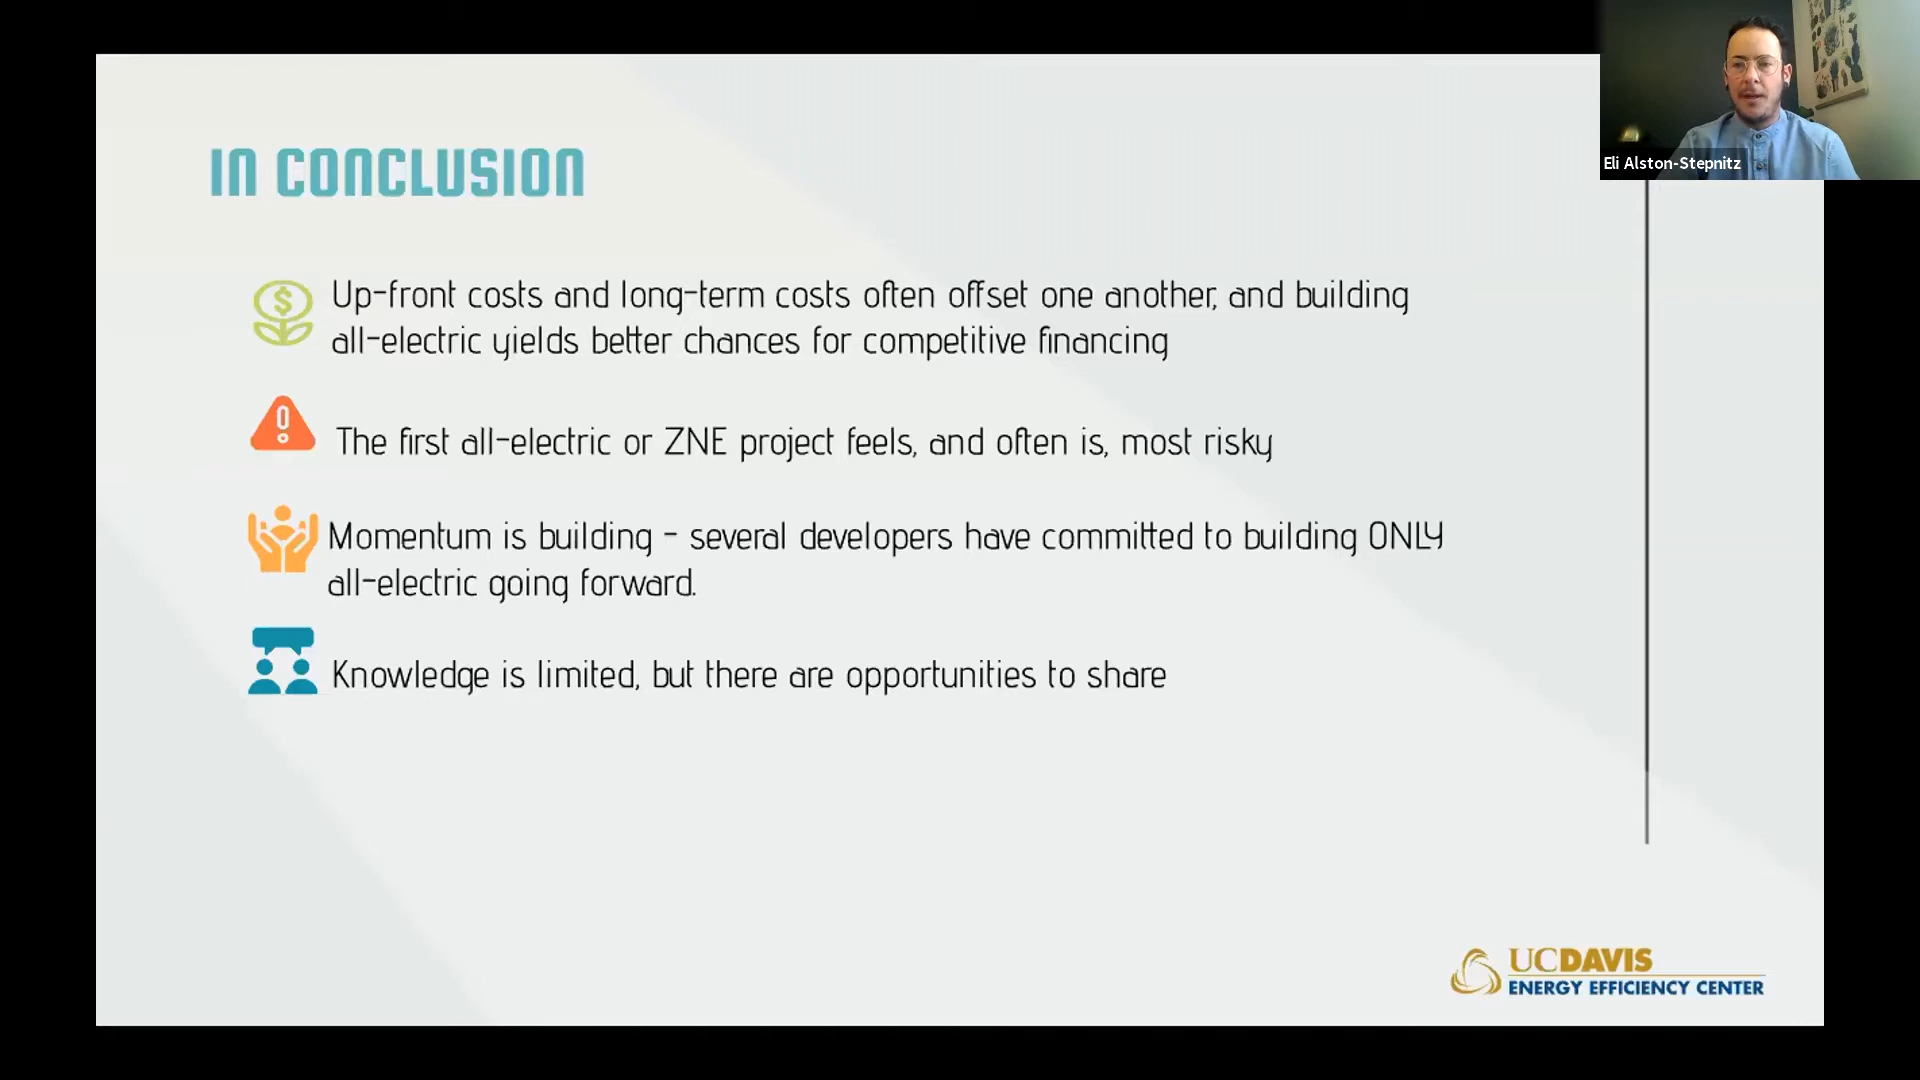 Eli Alston-Stepnitz
IN CONCLUSION
$
Up-front costs and long-term costs often offset one another, and building
all-electric yields better chances for competitive financing
!
The first all-electric or ZNE project feels, and often is, most risky
Momentum is building - several developers have committed to building ONLY
all-electric going forward.
Knowledge is limited, but there are opportunities to share
UCDAVIS
ENERGY EFFICIENCY CENTER